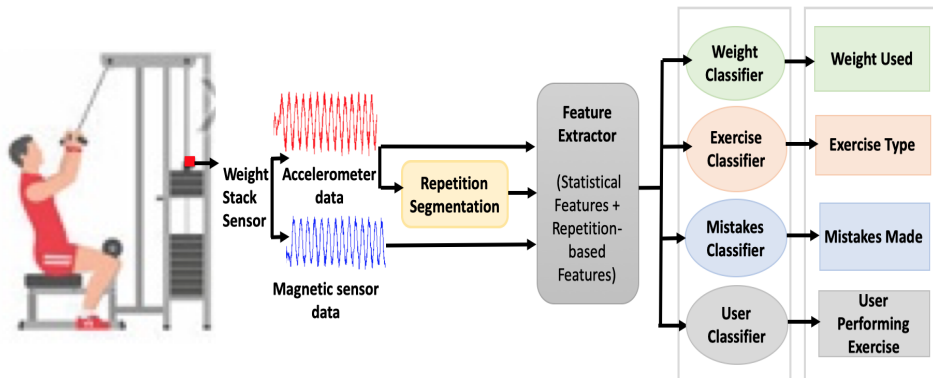 Weight
Stack
Sensor
Accelerometer
data
Magnetic sensor
data
Repetition
Segmentation
Feature
Extractor
(Statistical
Features +
Repetition-
based
Features)
Weight
Classifier
Weight Used
Exercise
Classifier
Exercise Type
Mistakes
Classifier
Mistakes Made
User
Classifier
User
Performing
Exercise